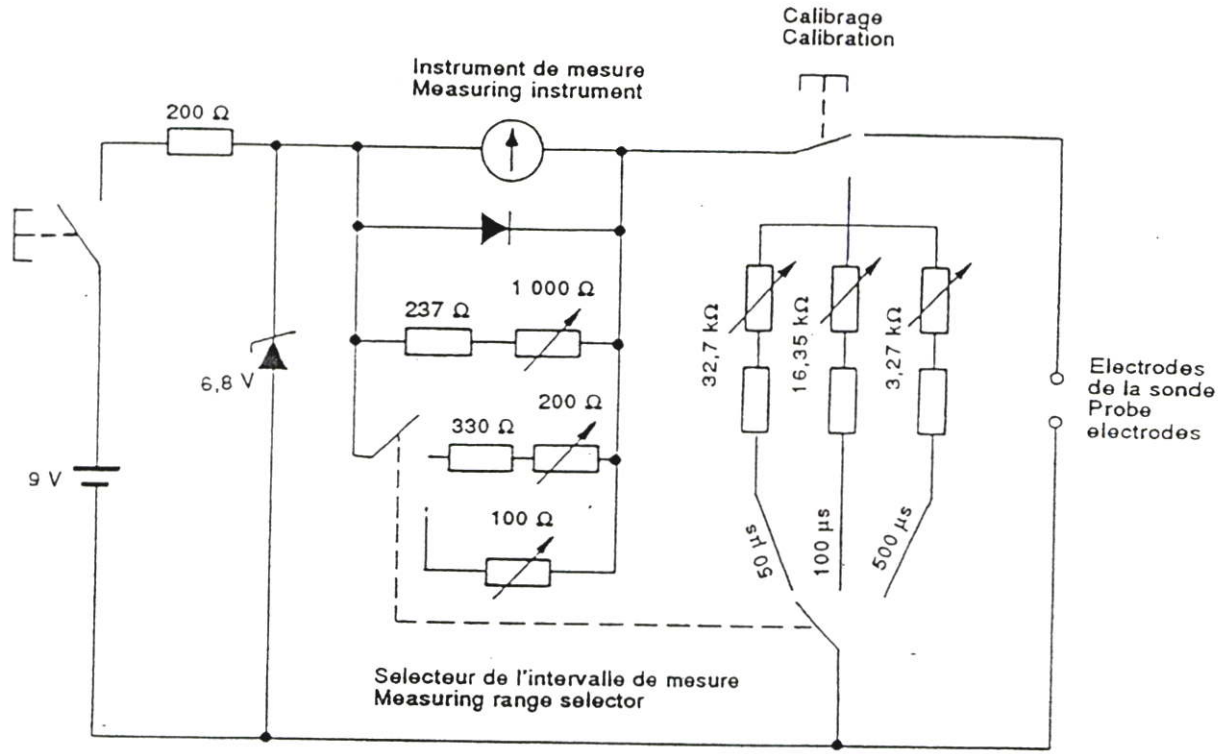 Calibrage
Calibration
Instrument de mesure
Measuring instrument
200 Ω
1 000 Ω
237 Ω
6,8 V
200 Ω
330 Ω
9 V
100 Ω
32,7 kΩ
16,35 kΩ
3,27 kΩ
Electrodes
de la sonde
Probe
electrodes
50 µs
100 µs
500 µs
Selecteur de l'intervalle de mesure
Measuring range selector